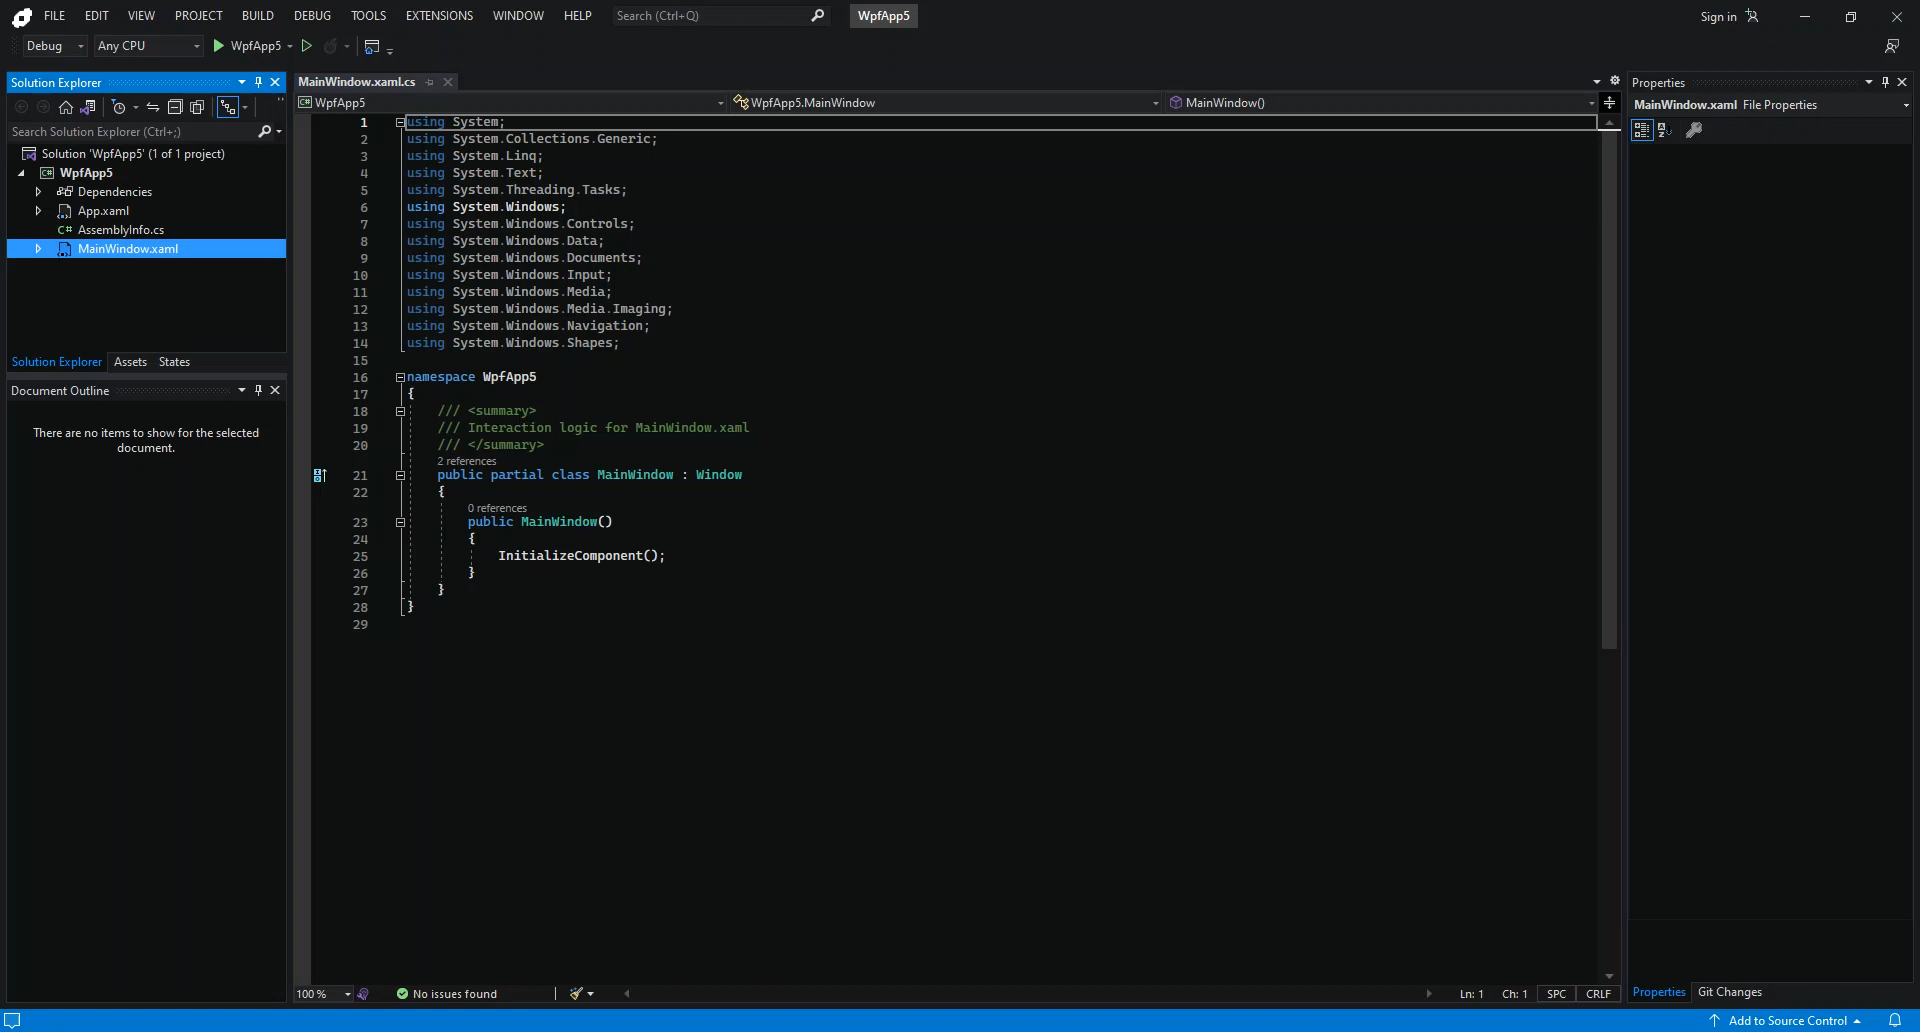 FILE EDIT VIEW PROJECT BUILD DEBUG TOOLS EXTENSIONS WINDOW HELP Search (Ctrl+Q) WpfApp5 Sign in
Debug Any CPU WpfApp5
Solution Explorer
Search Solution Explorer (Ctrl+;)
Solution 'WpfApp5' (1 of 1 project)
WpfApp5
Dependencies
App.xaml
C# AssemblyInfo.cs
MainWindow.xaml
Solution Explorer Assets States
Document Outline
There are no items to show for the selected
document.
MainWindow.xaml.cs
C# WpfApp5 WpfApp5.MainWindow MainWindow()
1 using System;
2 using System.Collections.Generic;
3 using System.Linq;
4 using System.Text;
5 using System.Threading.Tasks;
6 using System.Windows;
7 using System.Windows.Controls;
8 using System.Windows.Data;
9 using System.Windows.Documents;
10 using System.Windows.Input;
11 using System.Windows.Media;
12 using System.Windows.Media.Imaging;
13 using System.Windows.Navigation;
14 using System.Windows.Shapes;
15
16 namespace WpfApp5
17 {
18 /// <summary>
19 /// Interaction logic for MainWindow.xaml
20 /// </summary>
2 references
21 public partial class MainWindow : Window
22 {
0 references
23 public MainWindow()
24 {
25 InitializeComponent();
26 }
27 }
28 }
29
100 % No issues found Ln: 1 Ch: 1 SPC CRLF
Properties
MainWindow.xaml File Properties
Properties Git Changes
Add to Source Control